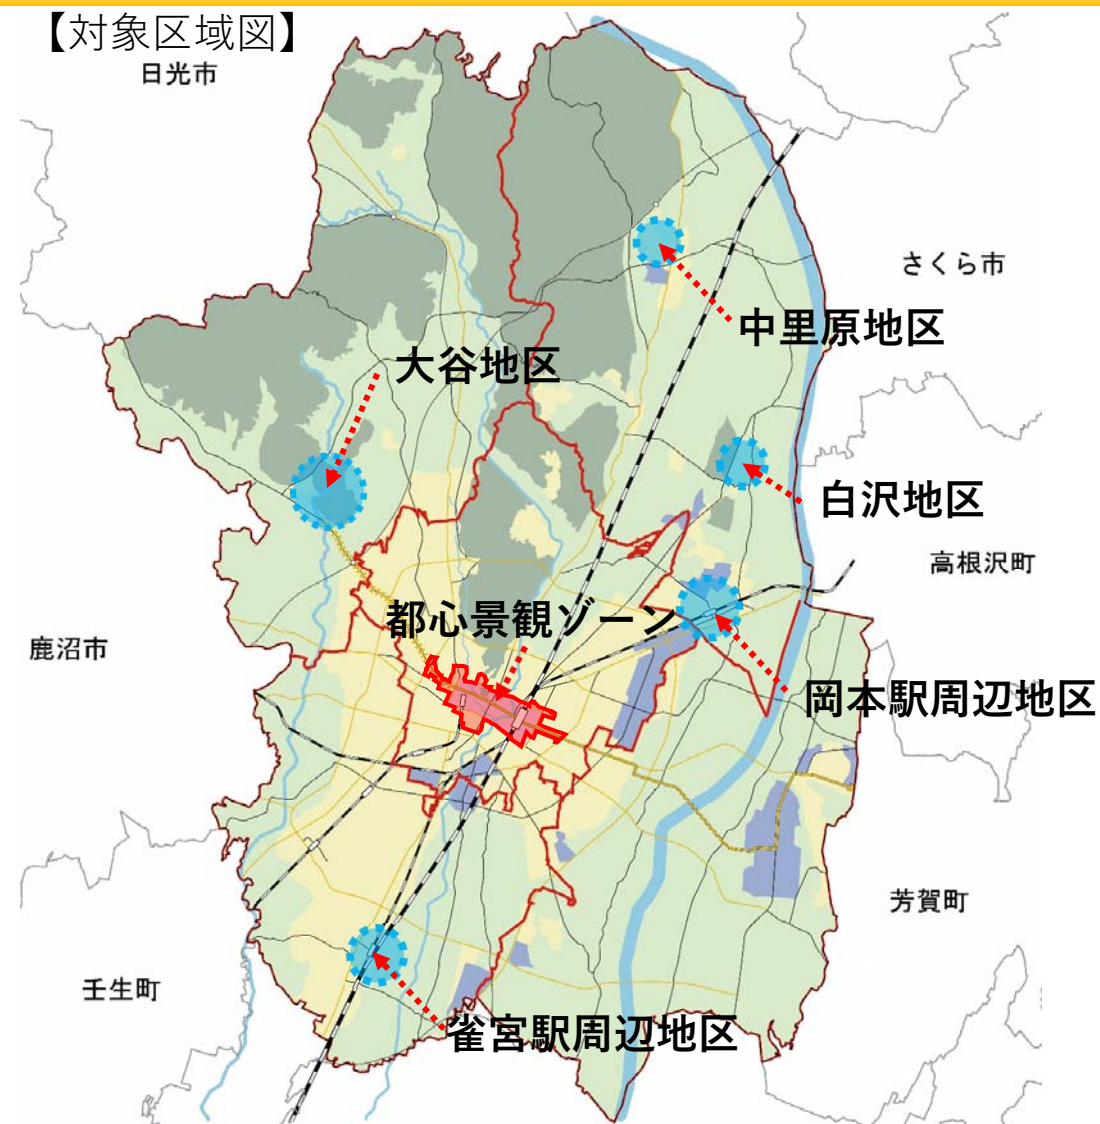 【対象区域図】
日光市
さくら市
中里原地区
大谷地区
白沢地区
高根沢町
都心景観ゾーン
鹿沼市
岡本駅周辺地区
芳賀町
壬生町
雀宮駅周辺地区